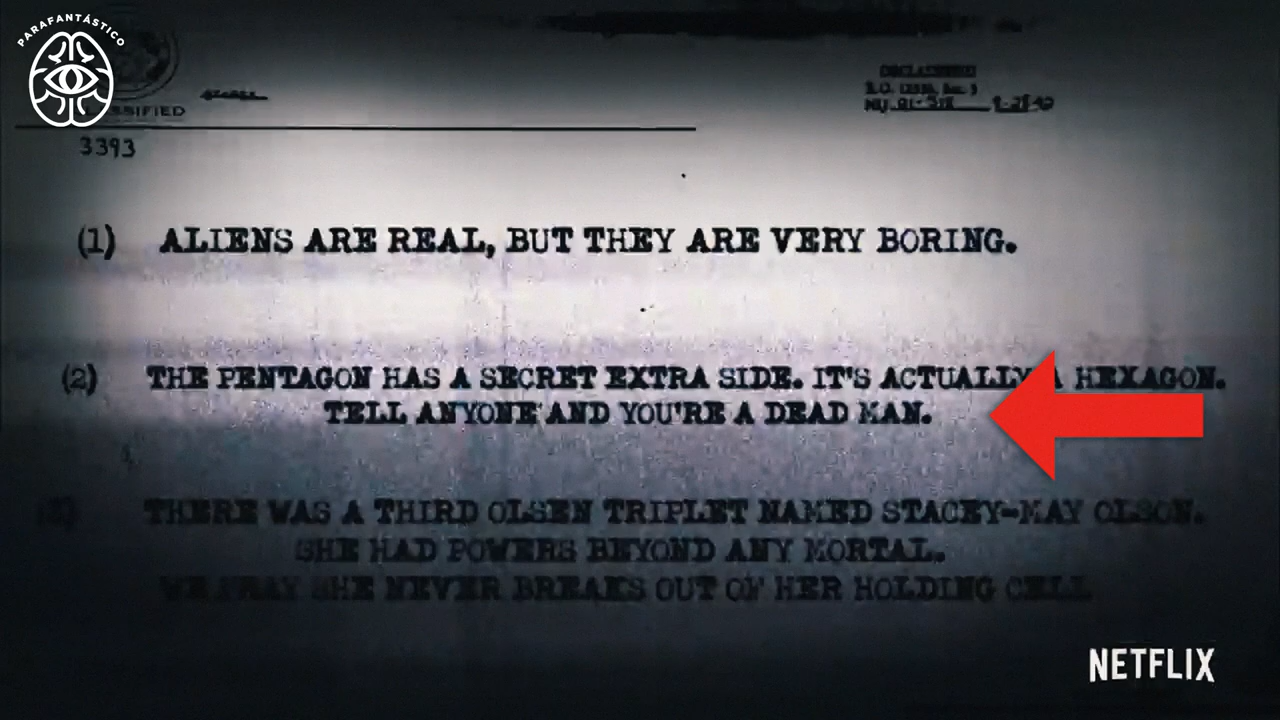 PARAFANTÁSTICO
SSIFIED
DECLASSIFIED
3393
(1) ALIENS ARE REAL, BUT THEY ARE VERY BORING.
(2) THE PENTAGON HAS A SECRET EXTRA SIDE. IT'S ACTUALLY A HEXAGON.
TELL ANYONE AND YOU'RE A DEAD MAN.
THERE WAS A THIRD OLSEN TRIPLET NAMED STACEY-MAY OLSON.
SHE HAD POWERS BEYOND ANY MORTAL.
WE PRAY SHE NEVER BREAKS OUT OF HER HOLDING CELL
NETFLIX